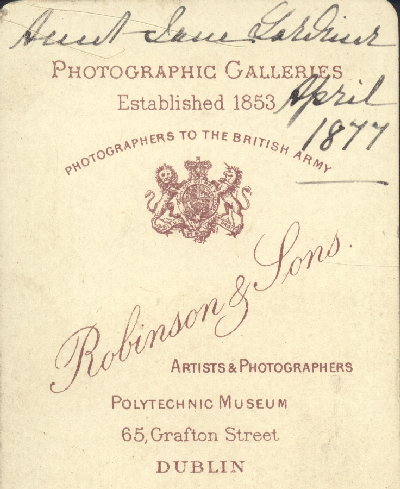 Aunt Jane Gardiner
PHOTOGRAPHIC GALLERIES
Established 1853
April
1877
PHOTOGRAPHERS TO THE BRITISH ARMY
Robinson & Sons.
ARTISTS & PHOTOGRAPHERS
POLYTECHNIC MUSEUM
65, Grafton Street
DUBLIN